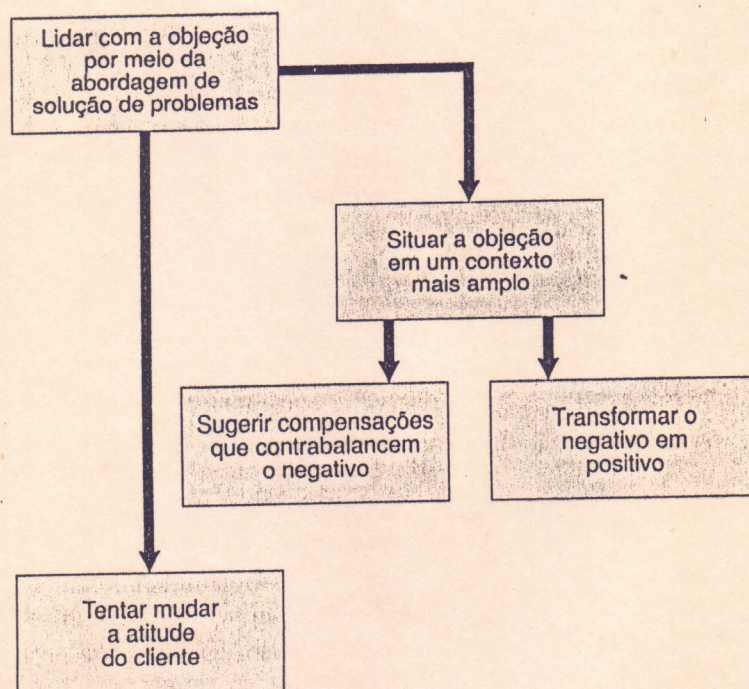 Lidar com a objeção
por meio da
abordagem de
solução de problemas
Situar a objeção
em um contexto
mais amplo
Sugerir compensações
que contrabalancem
o negativo
Transformar o
negativo em
positivo
Tentar mudar
a atitude
do cliente